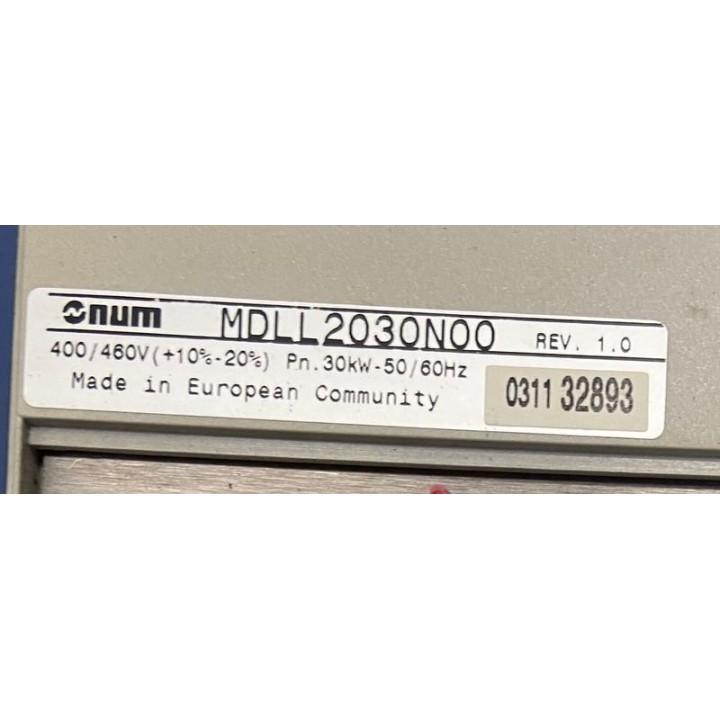 num MDLL2030N00 REV. 1.0
400/460V(+10%-20%) Pn.30kW-50/60Hz
Made in European Community
0311 32893